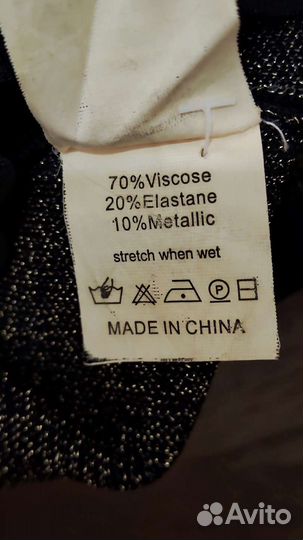 70%Viscose
20%Elastane
10%Metallic
stretch when wet
P
MADE IN CHINA
Avito